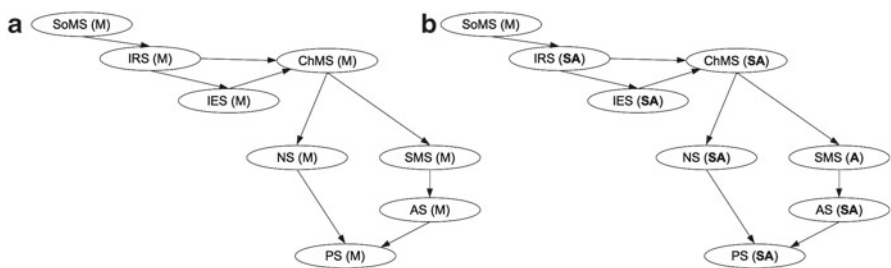 a
SoMS (M)
IRS (M)
ChMS (M)
IES (M)
NS (M)
SMS (M)
AS (M)
PS (M)
b
SoMS (M)
IRS (SA)
ChMS (SA)
IES (SA)
NS (SA)
SMS (A)
AS (SA)
PS (SA)